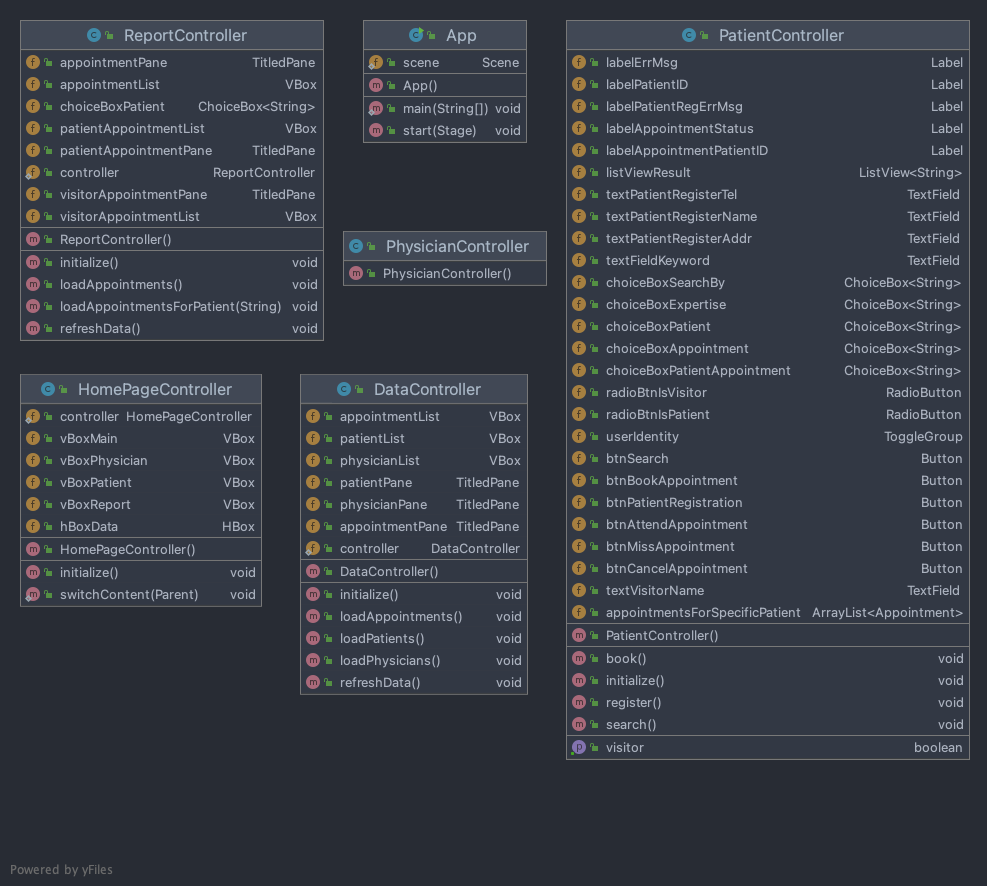 ReportController
appointmentPane TitledPane
appointmentList VBox
choiceBoxPatient ChoiceBox<String>
patientAppointmentList VBox
patientAppointmentPane TitledPane
controller ReportController
visitorAppointmentPane TitledPane
visitorAppointmentList VBox
ReportController()
initialize() void
loadAppointments() void
loadAppointmentsForPatient(String) void
refreshData() void
App
scene Scene
App()
main(String[]) void
start(Stage) void
PhysicianController
PhysicianController()
PatientController
labelErrMsg Label
labelPatientID Label
labelPatientRegErrMsg Label
labelAppointmentStatus Label
labelAppointmentPatientID Label
listViewResult ListView<String>
textPatientRegisterTel TextField
textPatientRegisterName TextField
textPatientRegisterAddr TextField
textFieldKeyword TextField
choiceBoxSearchBy ChoiceBox<String>
choiceBoxExpertise ChoiceBox<String>
choiceBoxPatient ChoiceBox<String>
choiceBoxAppointment ChoiceBox<String>
choiceBoxPatientAppointment ChoiceBox<String>
radioBtnIsVisitor RadioButton
radioBtnIsPatient RadioButton
userIdentity ToggleGroup
btnSearch Button
btnBookAppointment Button
btnPatientRegistration Button
btnAttendAppointment Button
btnMissAppointment Button
btnCancelAppointment Button
textVisitorName TextField
appointmentsForSpecificPatient ArrayList<Appointment>
PatientController()
book() void
initialize() void
register() void
search() void
visitor boolean
HomePageController
controller HomePageController
vBoxMain VBox
vBoxPhysician VBox
vBoxPatient VBox
vBoxReport VBox
hBoxData HBox
HomePageController()
initialize() void
switchContent(Parent) void
DataController
appointmentList VBox
patientList VBox
physicianList VBox
patientPane TitledPane
physicianPane TitledPane
appointmentPane TitledPane
controller DataController
DataController()
initialize() void
loadAppointments() void
loadPatients() void
loadPhysicians() void
refreshData() void
Powered by yFiles